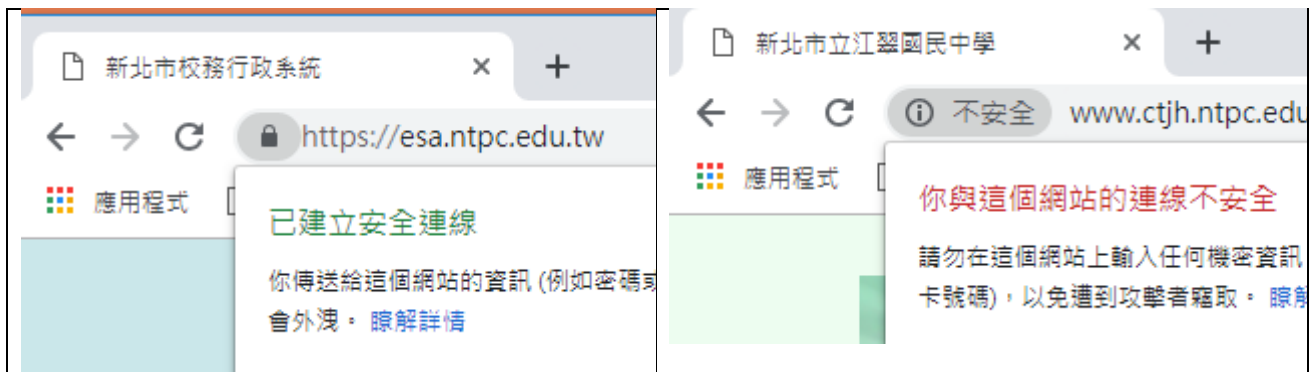 新北市校務行政系統
https://esa.ntpc.edu.tw
應用程式
已建立安全連線
你傳送給這個網站的資訊 (例如密碼或
會外洩。 瞭解詳情
新北市立江翠國民中學
不安全 www.ctjh.ntpc.edu
應用程式
你與這個網站的連線不安全
請勿在這個網站上輸入任何機密資訊
卡號碼),以免遭到攻擊者竊取。 瞭解